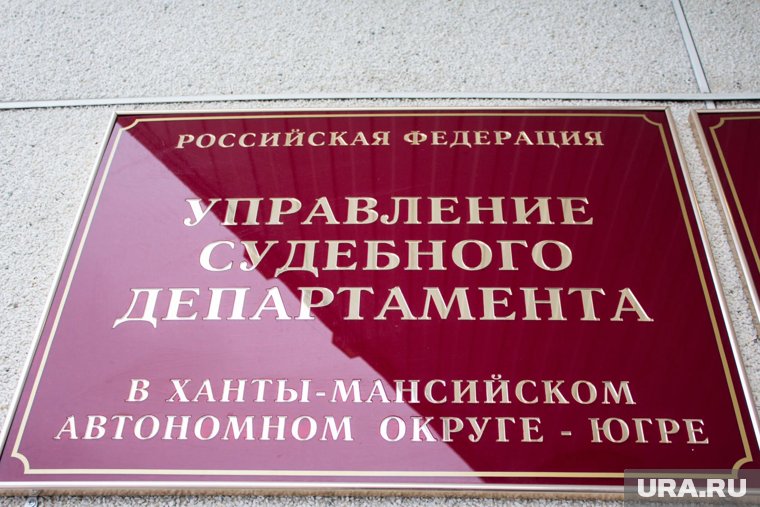 РОССИЙСКАЯ ФЕДЕРАЦИЯ
УПРАВЛЕНИЕ
СУДЕБНОГО
ДЕПАРТАМЕНТА
В ХАНТЫ-МАНСИЙСКОМ
АВТОНОМНОМ ОКРУГЕ - ЮГРЕ
URA.RU